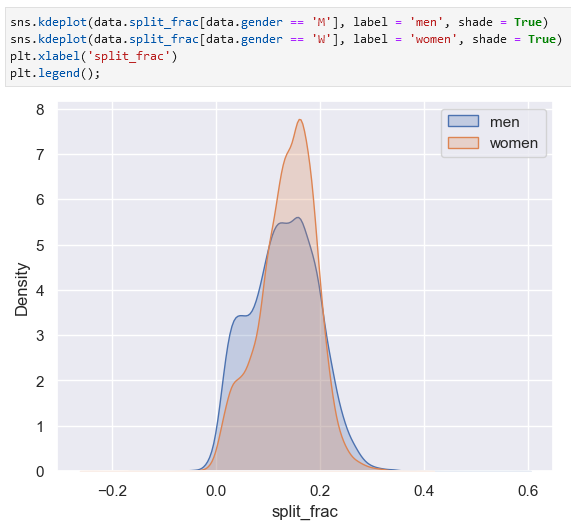 sns.kdeplot(data.split_frac[data.gender == 'M'], label = 'men', shade = True)
sns.kdeplot(data.split_frac[data.gender == 'W'], label = 'women', shade = True)
plt.xlabel('split_frac')
plt.legend();
men
women
8
7
6
5
4
3
2
1
0
Density
−0.2 0.0 0.2 0.4 0.6
split_frac